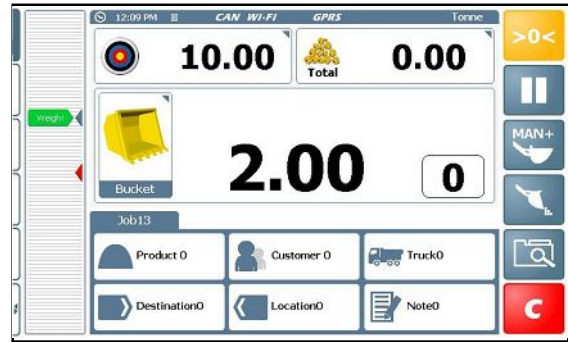 12:09 PM CAN WI-FI GPRS Tonne
10.00 Total 0.00
>0<
Weight
MAN+
Bucket 2.00 0
Job13
Product 0 Customer 0 Truck0
Destination0 Location0 Note0
C